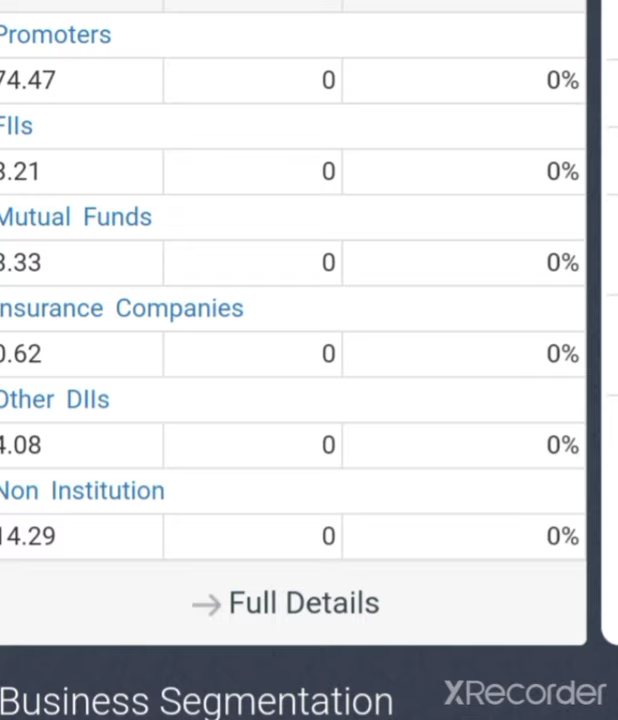 Promoters
74.47 0 0%
FIIs
3.21 0 0%
Mutual Funds
3.33 0 0%
Insurance Companies
0.62 0 0%
Other DIIs
4.08 0 0%
Non Institution
14.29 0 0%
→ Full Details
Business Segmentation
XRecorder